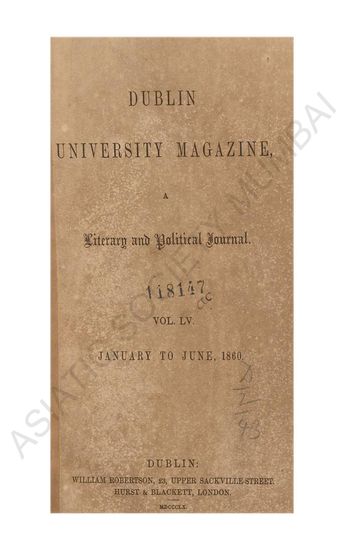 DUBLIN
UNIVERSITY MAGAZINE,
A
Literary and Political Journal.
118147
VOL. LV.
JANUARY TO JUNE, 1860.
DUBLIN:
WILLIAM ROBERTSON, 23, UPPER SACKVILLE-STREET.
HURST & BLACKETT, LONDON.
MDCCCLX.
ASIATIC SOCIETY MUMBAI